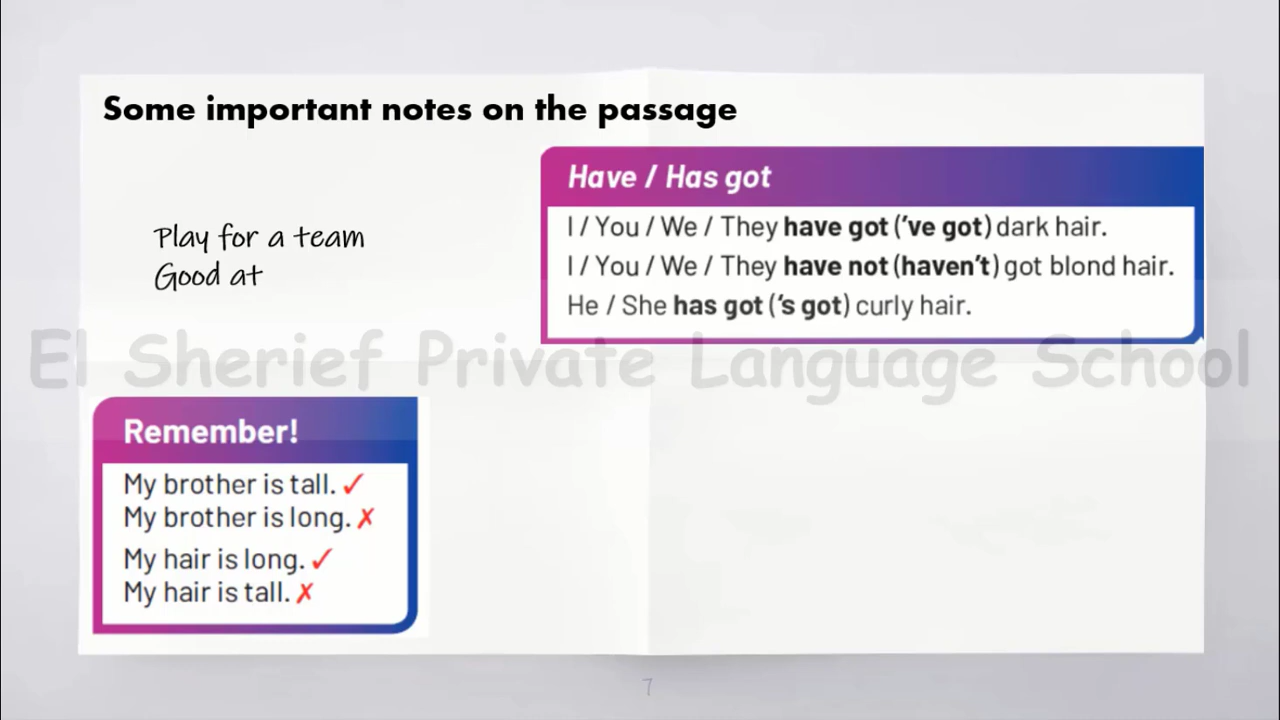 Some important notes on the passage
Play for a team
Good at
Have / Has got
I / You / We / They have got (’ve got) dark hair.
I / You / We / They have not (haven’t) got blond hair.
He / She has got (’s got) curly hair.
El Sherief Private Language School
Remember!
My brother is tall. ✓
My brother is long. ✗
My hair is long. ✓
My hair is tall. ✗
7